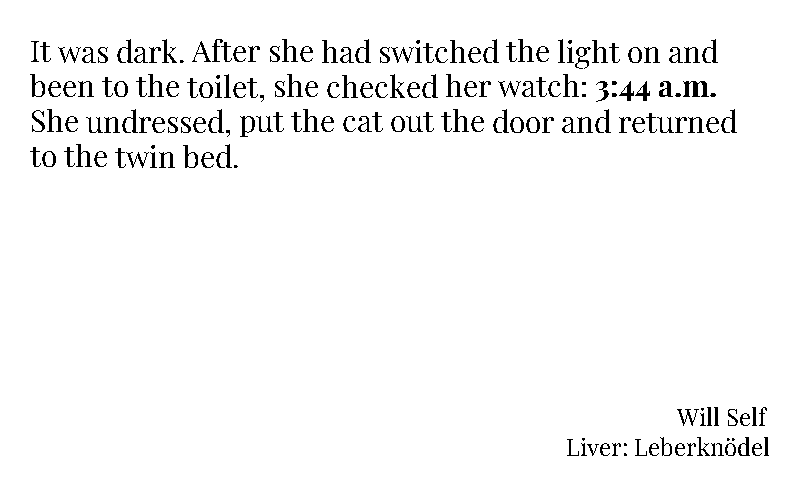 It was dark. After she had switched the light on and
been to the toilet, she checked her watch: 3:44 a.m.
She undressed, put the cat out the door and returned
to the twin bed.
Will Self
Liver: Leberknödel